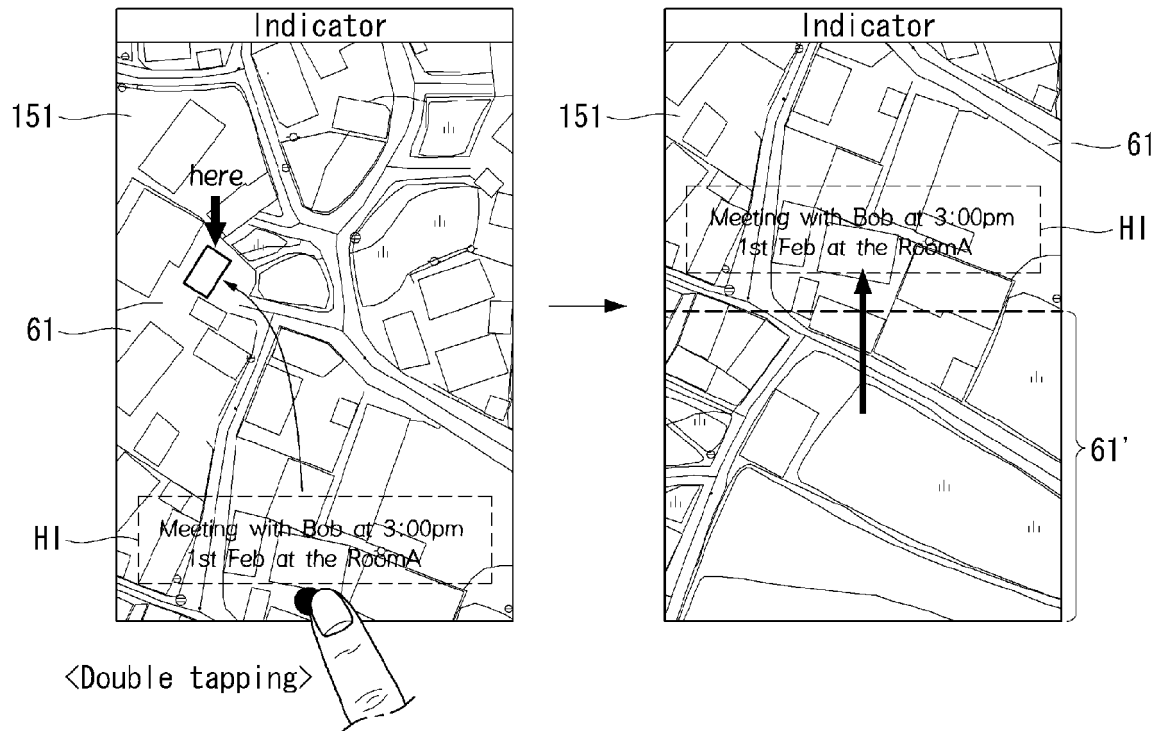 Indicator
151
here
61
HI
Meeting with Bob at 3:00pm
1st Feb at the RoomA
<Double tapping>
Indicator
151
61
Meeting with Bob at 3:00pm
1st Feb at the RoomA
HI
61'